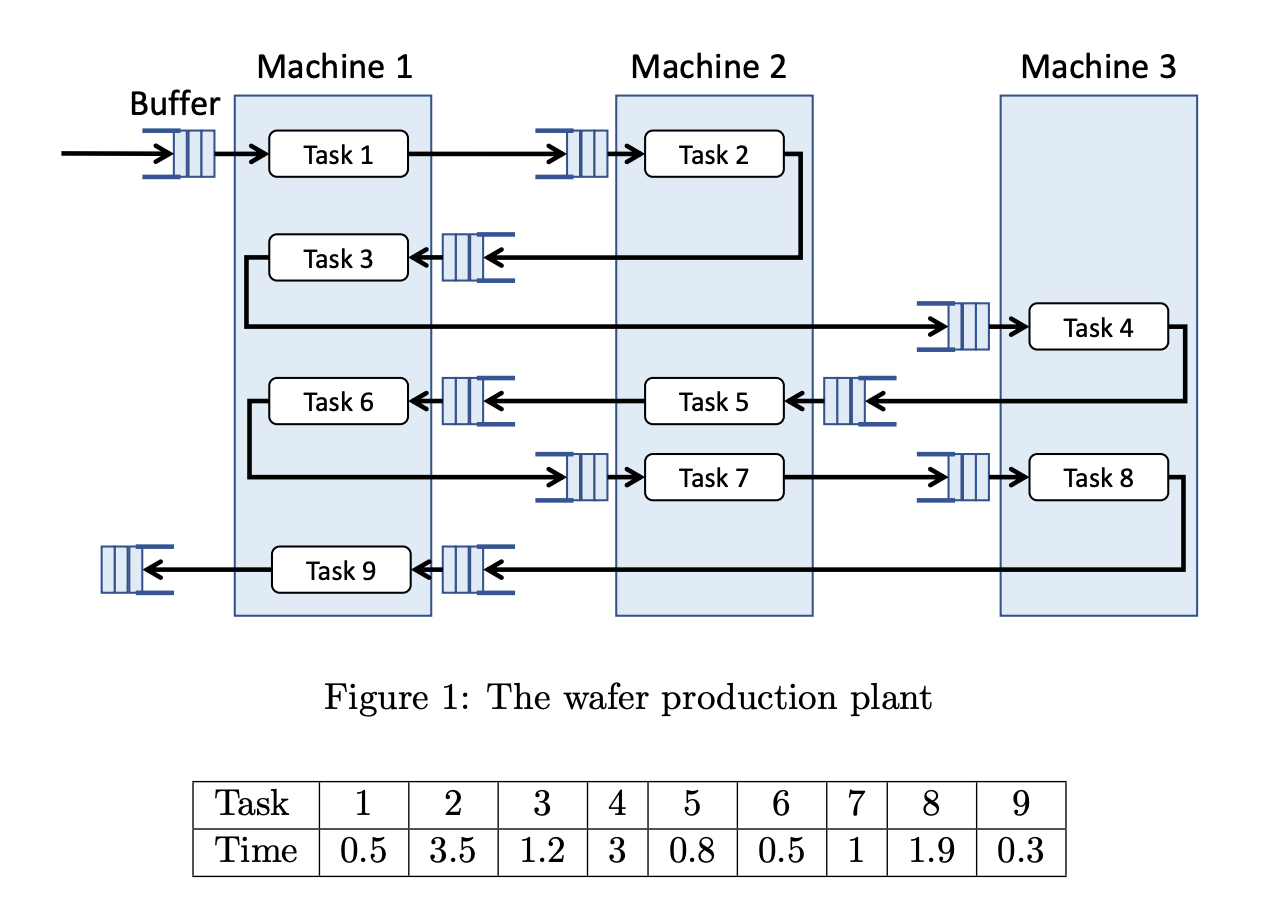 Machine 1 Machine 2 Machine 3
Buffer
Task 1 Task 2
Task 3
Task 4
Task 6 Task 5
Task 7 Task 8
Task 9
Figure 1: The wafer production plant
Task 1 2 3 4 5 6 7 8 9
Time 0.5 3.5 1.2 3 0.8 0.5 1 1.9 0.3